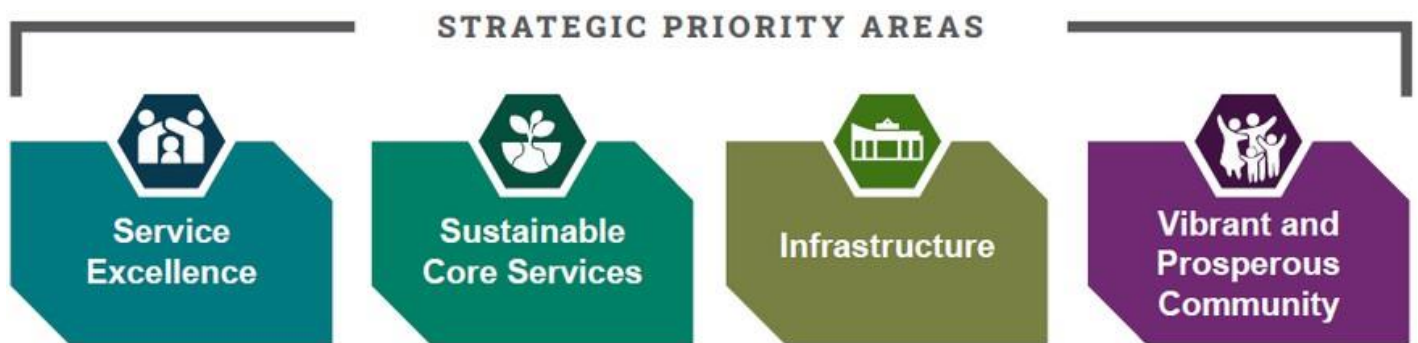 STRATEGIC PRIORITY AREAS
Service
Excellence
Sustainable
Core Services
Infrastructure
Vibrant and
Prosperous
Community